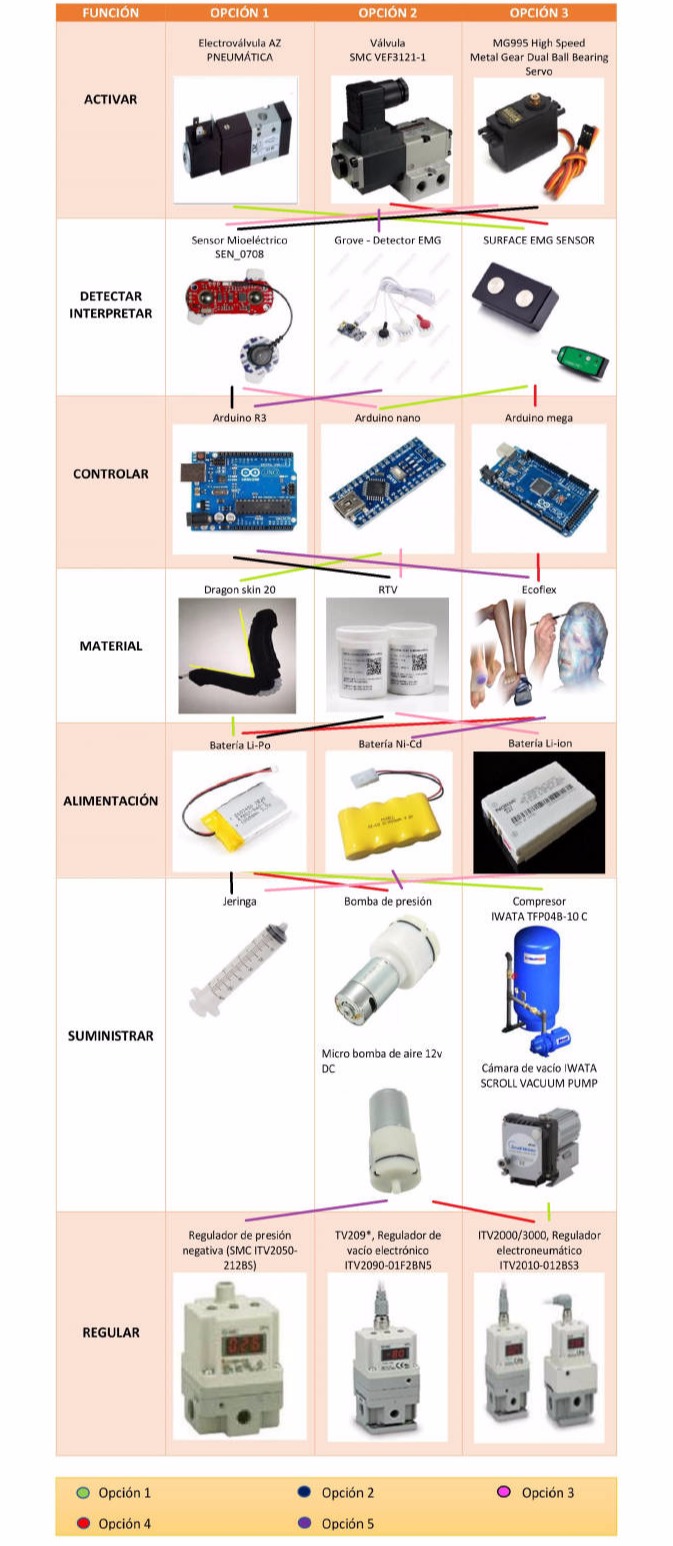 FUNCIÓN OPCIÓN 1 OPCIÓN 2 OPCIÓN 3
ACTIVAR
Electroválvula AZ
PNEUMÁTICA
Válvula
SMC VEF3121-1
MG995 High Speed
Metal Gear Dual Ball Bearing
Servo
DETECTAR
INTERPRETAR
Sensor Mioeléctrico
SEN_0708
Grove - Detector EMG
SURFACE EMG SENSOR
CONTROLAR
Arduino R3
Arduino nano
Arduino mega
MATERIAL
Dragon skin 20
RTV
Ecoflex
ALIMENTACIÓN
Batería Li-Po
Batería Ni-Cd
Batería Li-ion
SUMINISTRAR
Jeringa
Bomba de presión
Micro bomba de aire 12v
DC
Compresor
IWATA TFP04B-10 C
Cámara de vacío IWATA
SCROLL VACUUM PUMP
REGULAR
Regulador de presión
negativa (SMC ITV2050-
212BS)
TV209*, Regulador de
vacío electrónico
ITV2090-01F2BN5
ITV2000/3000, Regulador
electroneumático
ITV2010-012BS3
Opción 1 Opción 2 Opción 3
Opción 4 Opción 5